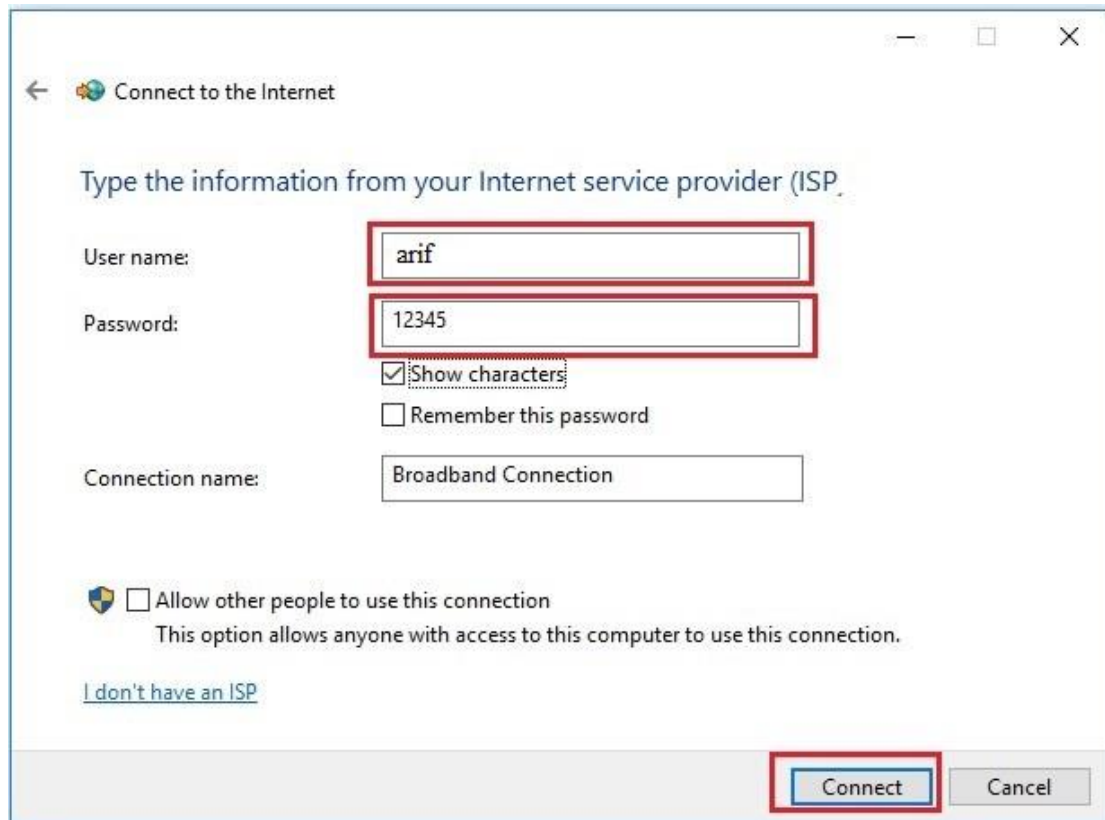 Connect to the Internet
Type the information from your Internet service provider (ISP
User name:
arif
Password:
12345
Show characters
Remember this password
Connection name:
Broadband Connection
Allow other people to use this connection
This option allows anyone with access to this computer to use this connection.
I don't have an ISP
Connect
Cancel